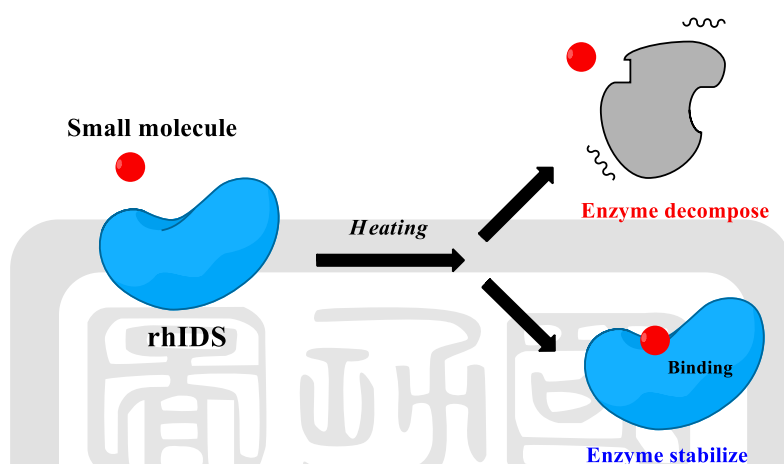 Small molecule
rhIDS
Heating
Enzyme decompose
Binding
Enzyme stabilize